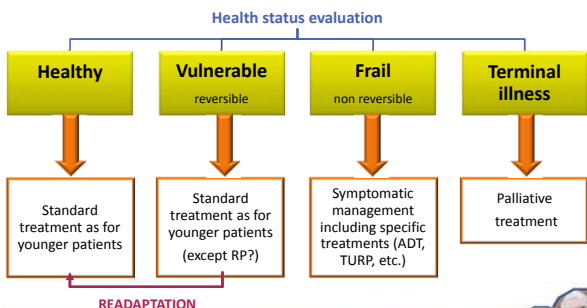 Health status evaluation
Healthy
Vulnerable
reversible
Frail
non reversible
Terminal
illness
Standard
treatment as for
younger patients
Standard
treatment as for
younger patients
(except RP?)
Symptomatic
management
including specific
treatments (ADT,
TURP, etc.)
Palliative
treatment
READAPTATION